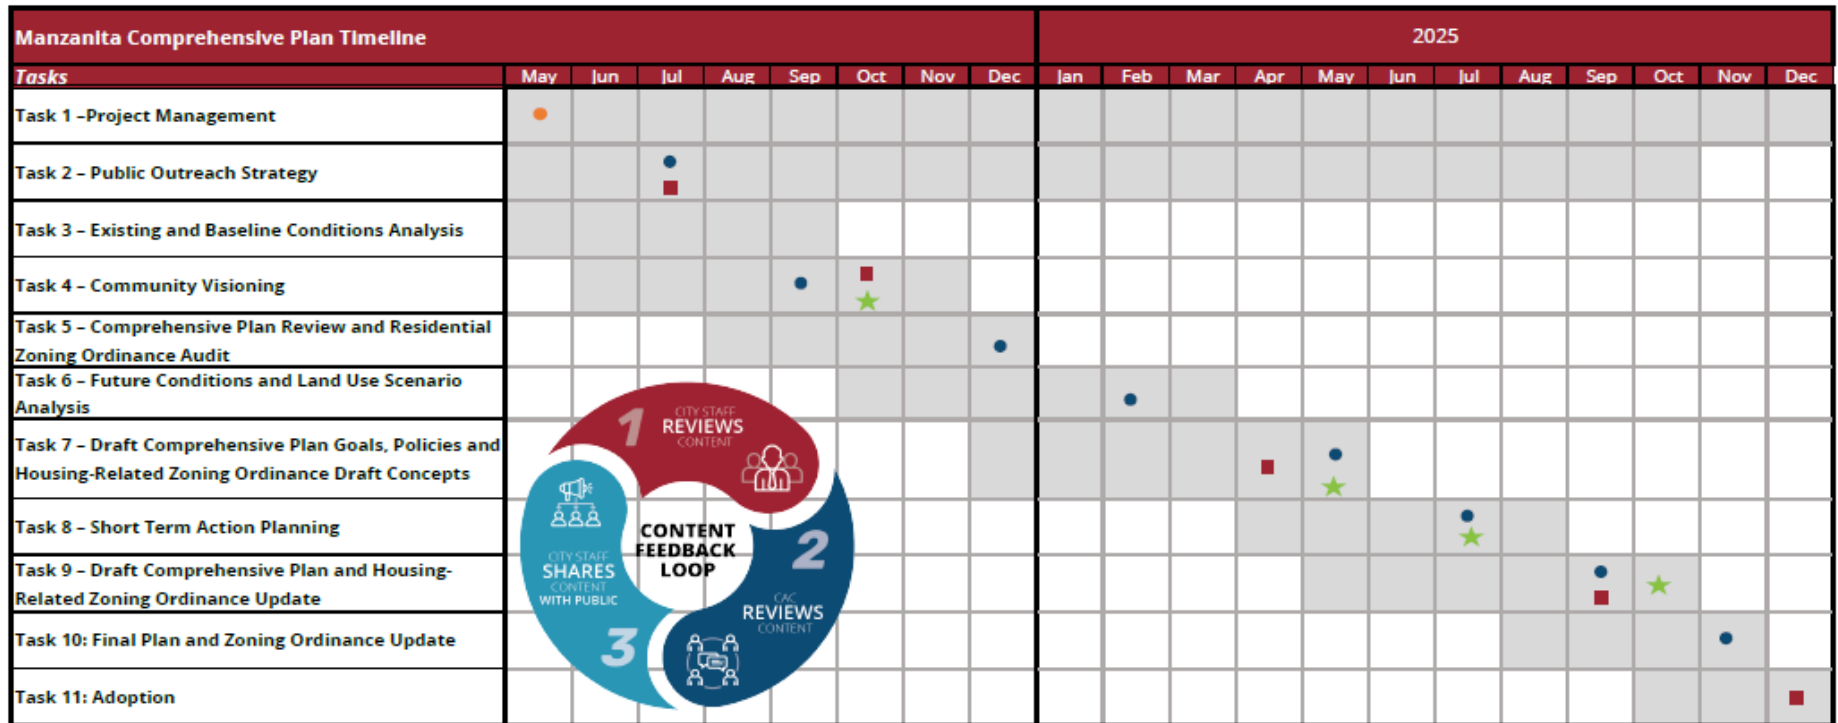 Manzanita Comprehensive Plan Timeline
2025
Tasks May Jun Jul Aug Sep Oct Nov Dec Jan Feb Mar Apr May Jun Jul Aug Sep Oct Nov Dec
Task 1 –Project Management
Task 2 – Public Outreach Strategy
Task 3 – Existing and Baseline Conditions Analysis
Task 4 – Community Visioning
Task 5 – Comprehensive Plan Review and Residential
Zoning Ordinance Audit
Task 6 – Future Conditions and Land Use Scenario
Analysis
Task 7 – Draft Comprehensive Plan Goals, Policies and
Housing-Related Zoning Ordinance Draft Concepts
Task 8 – Short Term Action Planning
Task 9 – Draft Comprehensive Plan and Housing-
Related Zoning Ordinance Update
Task 10: Final Plan and Zoning Ordinance Update
Task 11: Adoption
CONTENT
FEEDBACK
LOOP
1
CITY STAFF
REVIEWS
CONTENT
2
CAC
REVIEWS
CONTENT
3
CITY STAFF
SHARES
CONTENT
WITH PUBLIC